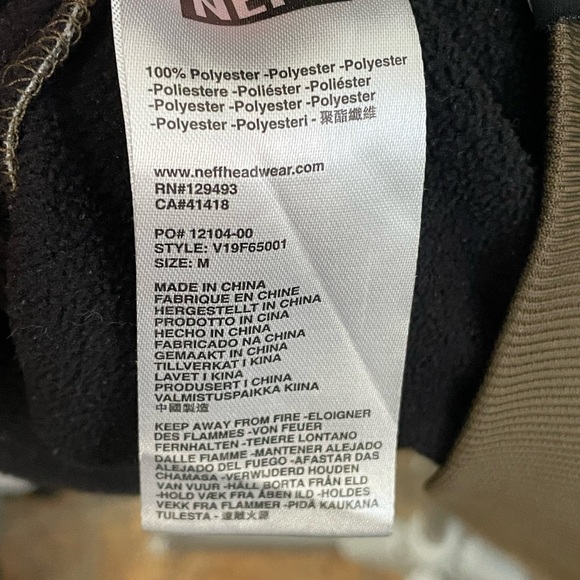 NEFF
100% Polyester -Polyester -Polyester
-Poliestere -Poliéster -Poliéster
-Polyester -Polyester -Polyester
-Polyester -Polyesteri - 聚酯纖維
www.neffheadwear.com
RN#129493
CA#41418
PO# 12104-00
STYLE: V19F65001
SIZE: M
MADE IN CHINA
FABRIQUE EN CHINE
HERGESTELLT IN CHINA
PRODOTTO IN CINA
HECHO IN CHINA
FABRICADO NA CHINA
GEMAAKT IN CHINA
TILLVERKAT I KINA
LAVET I KINA
PRODUSERT I CHINA
VALMISTUSPAIKKA KIINA
中國製造
KEEP AWAY FROM FIRE -ELOIGNER
DES FLAMMES -VON FEUER
FERNHALTEN -TENERE LONTANO
DALLE FIAMME -MANTENER ALEJADO
ALEJADO DEL FUEGO -AFASTAR DAS
CHAMASA -VERWIJDERD HOUDEN
VAN VUUR -HÅLL BORTA FRÅN ELD
-HOLD VÆK FRA ÅBEN ILD -HOLDES
VEKK FRA FLAMMER -PIDÄ KAUKANA
TULESTA - 遠離火源